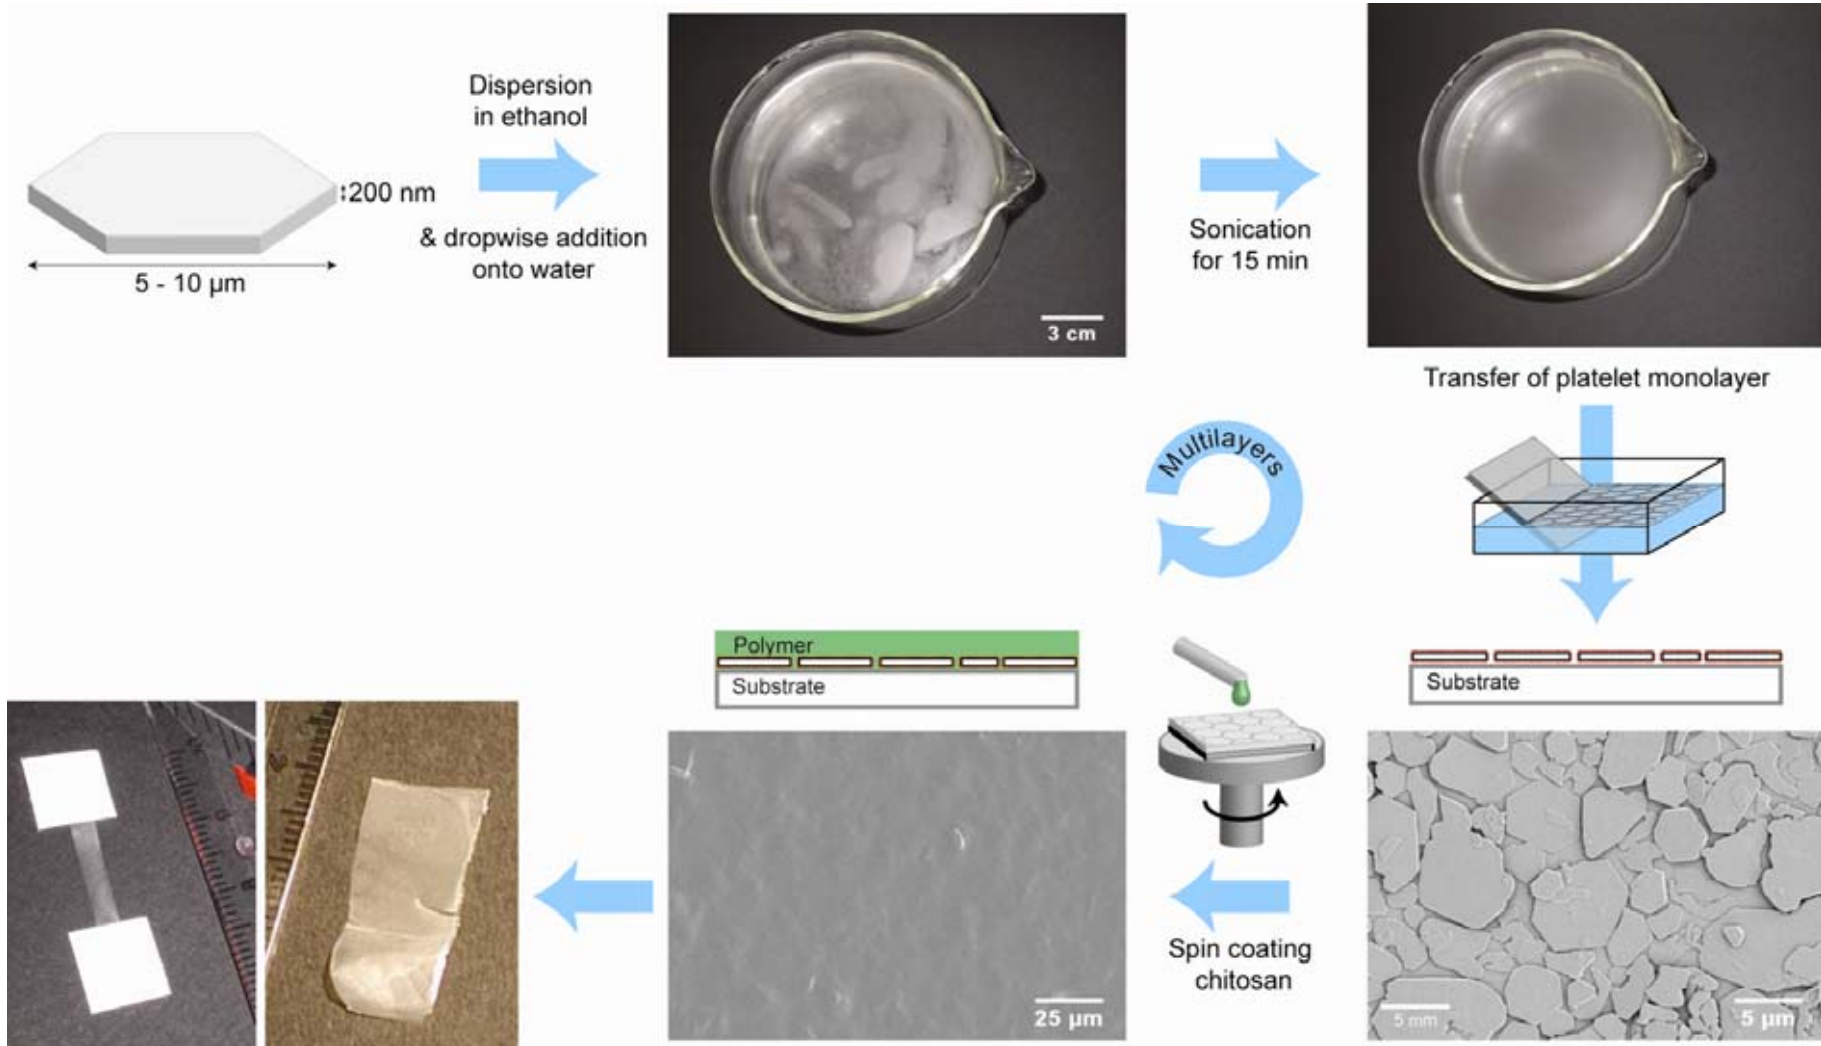 Dispersion
in ethanol
200 nm
& dropwise addition
onto water
5 - 10 µm
3 cm
Sonication
for 15 min
Transfer of platelet monolayer
Multilayers
Polymer
Substrate
Substrate
Spin coating
chitosan
25 µm
5 mm
5 µm